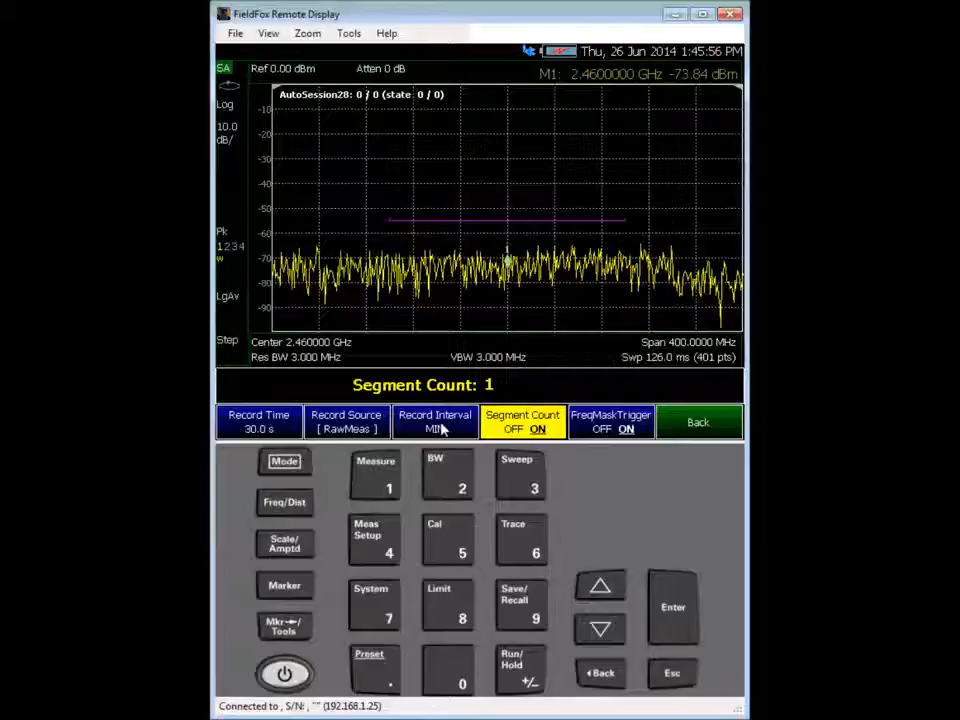 FieldFox Remote Display
File View Zoom Tools Help
Thu, 26 Jun 2014 1:45:56 PM
SA
Ref 0.00 dBm Atten 0 dB
M1: 2.4600000 GHz -73.84 dBm
AutoSession28: 0 / 0 (state 0 / 0)
Log
10.0
dB/
-10
-20
-30
-40
-50
-60
-70
-80
-90
Pk
1234
w
LgAv
Step
Center 2.460000 GHz
Span 400.0000 MHz
Res BW 3.000 MHz
VBW 3.000 MHz
Swp 126.0 ms (401 pts)
Segment Count: 1
Record Time
30.0 s
Record Source
[ RawMeas ]
Record Interval
Segment Count
OFF ON
FreqMaskTrigger
OFF ON
Back
Mode
Freq/Dist
Scale/
Amptd
Marker
Mkr→/
Tools
Measure
1
BW
2
Sweep
3
Meas
Setup
4
Cal
5
Trace
6
System
7
Limit
8
Save/
Recall
9
Preset
.
0
Run/
Hold
+/-
Enter
Back
Esc
Connected to , S/N: , "" (192.168.1.25)